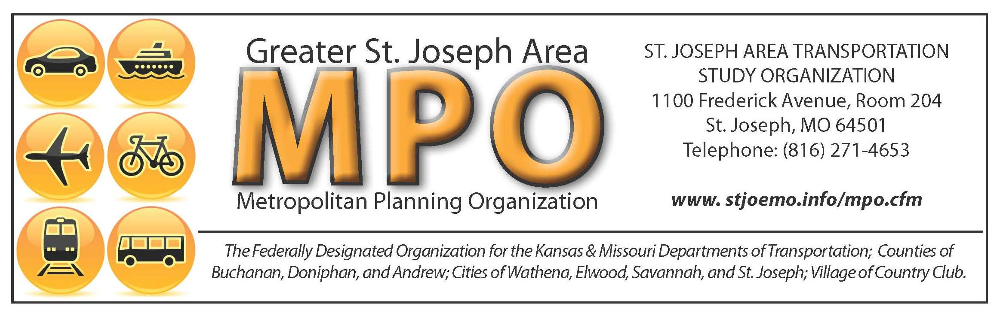 Greater St. Joseph Area
MPO
Metropolitan Planning Organization
ST. JOSEPH AREA TRANSPORTATION
STUDY ORGANIZATION
1100 Frederick Avenue, Room 204
St. Joseph, MO 64501
Telephone: (816) 271-4653
www. stjoemo.info/mpo.cfm
The Federally Designated Organization for the Kansas & Missouri Departments of Transportation; Counties of
Buchanan, Doniphan, and Andrew; Cities of Wathena, Elwood, Savannah, and St. Joseph; Village of Country Club.